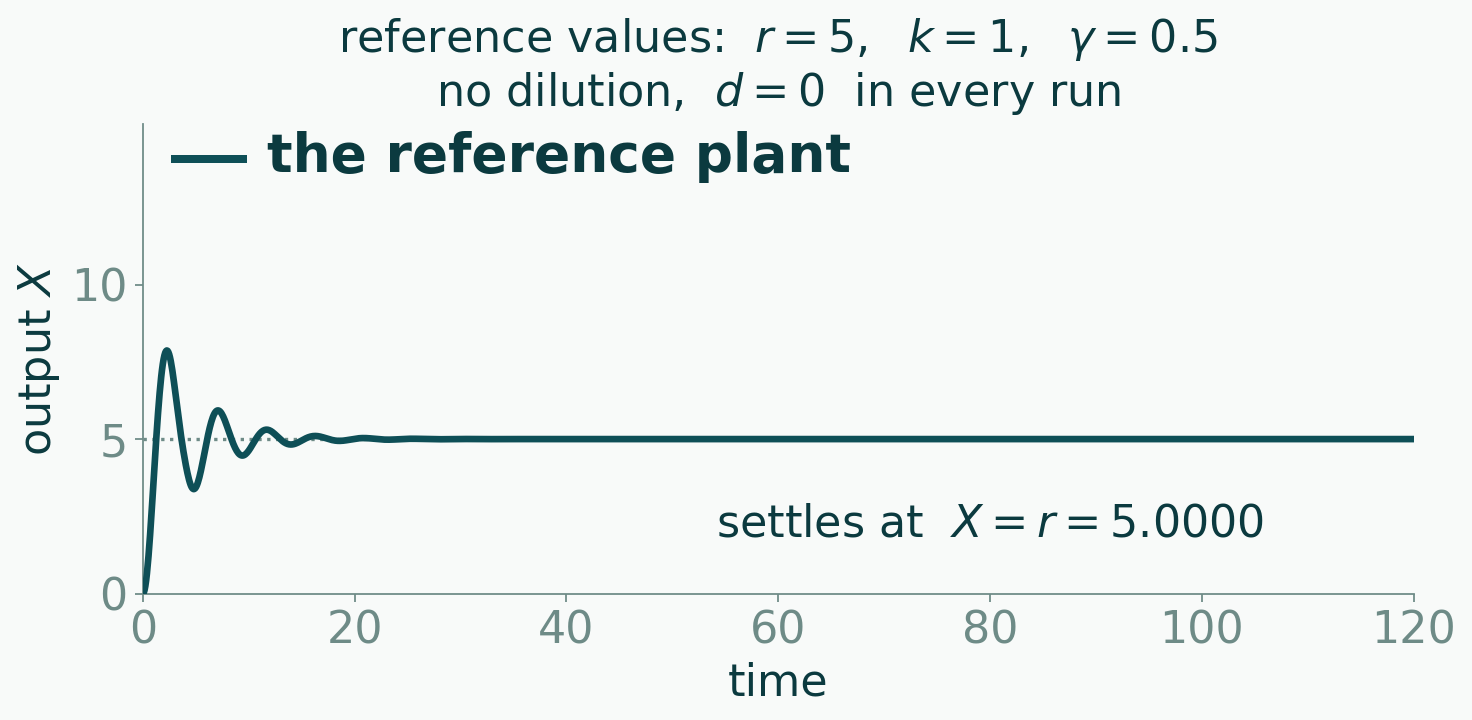 reference values: r = 5, k = 1, γ = 0.5
no dilution, d = 0 in every run
the reference plant
output X
10
5
0
settles at X = r = 5.0000
0 20 40 60 80 100 120
time